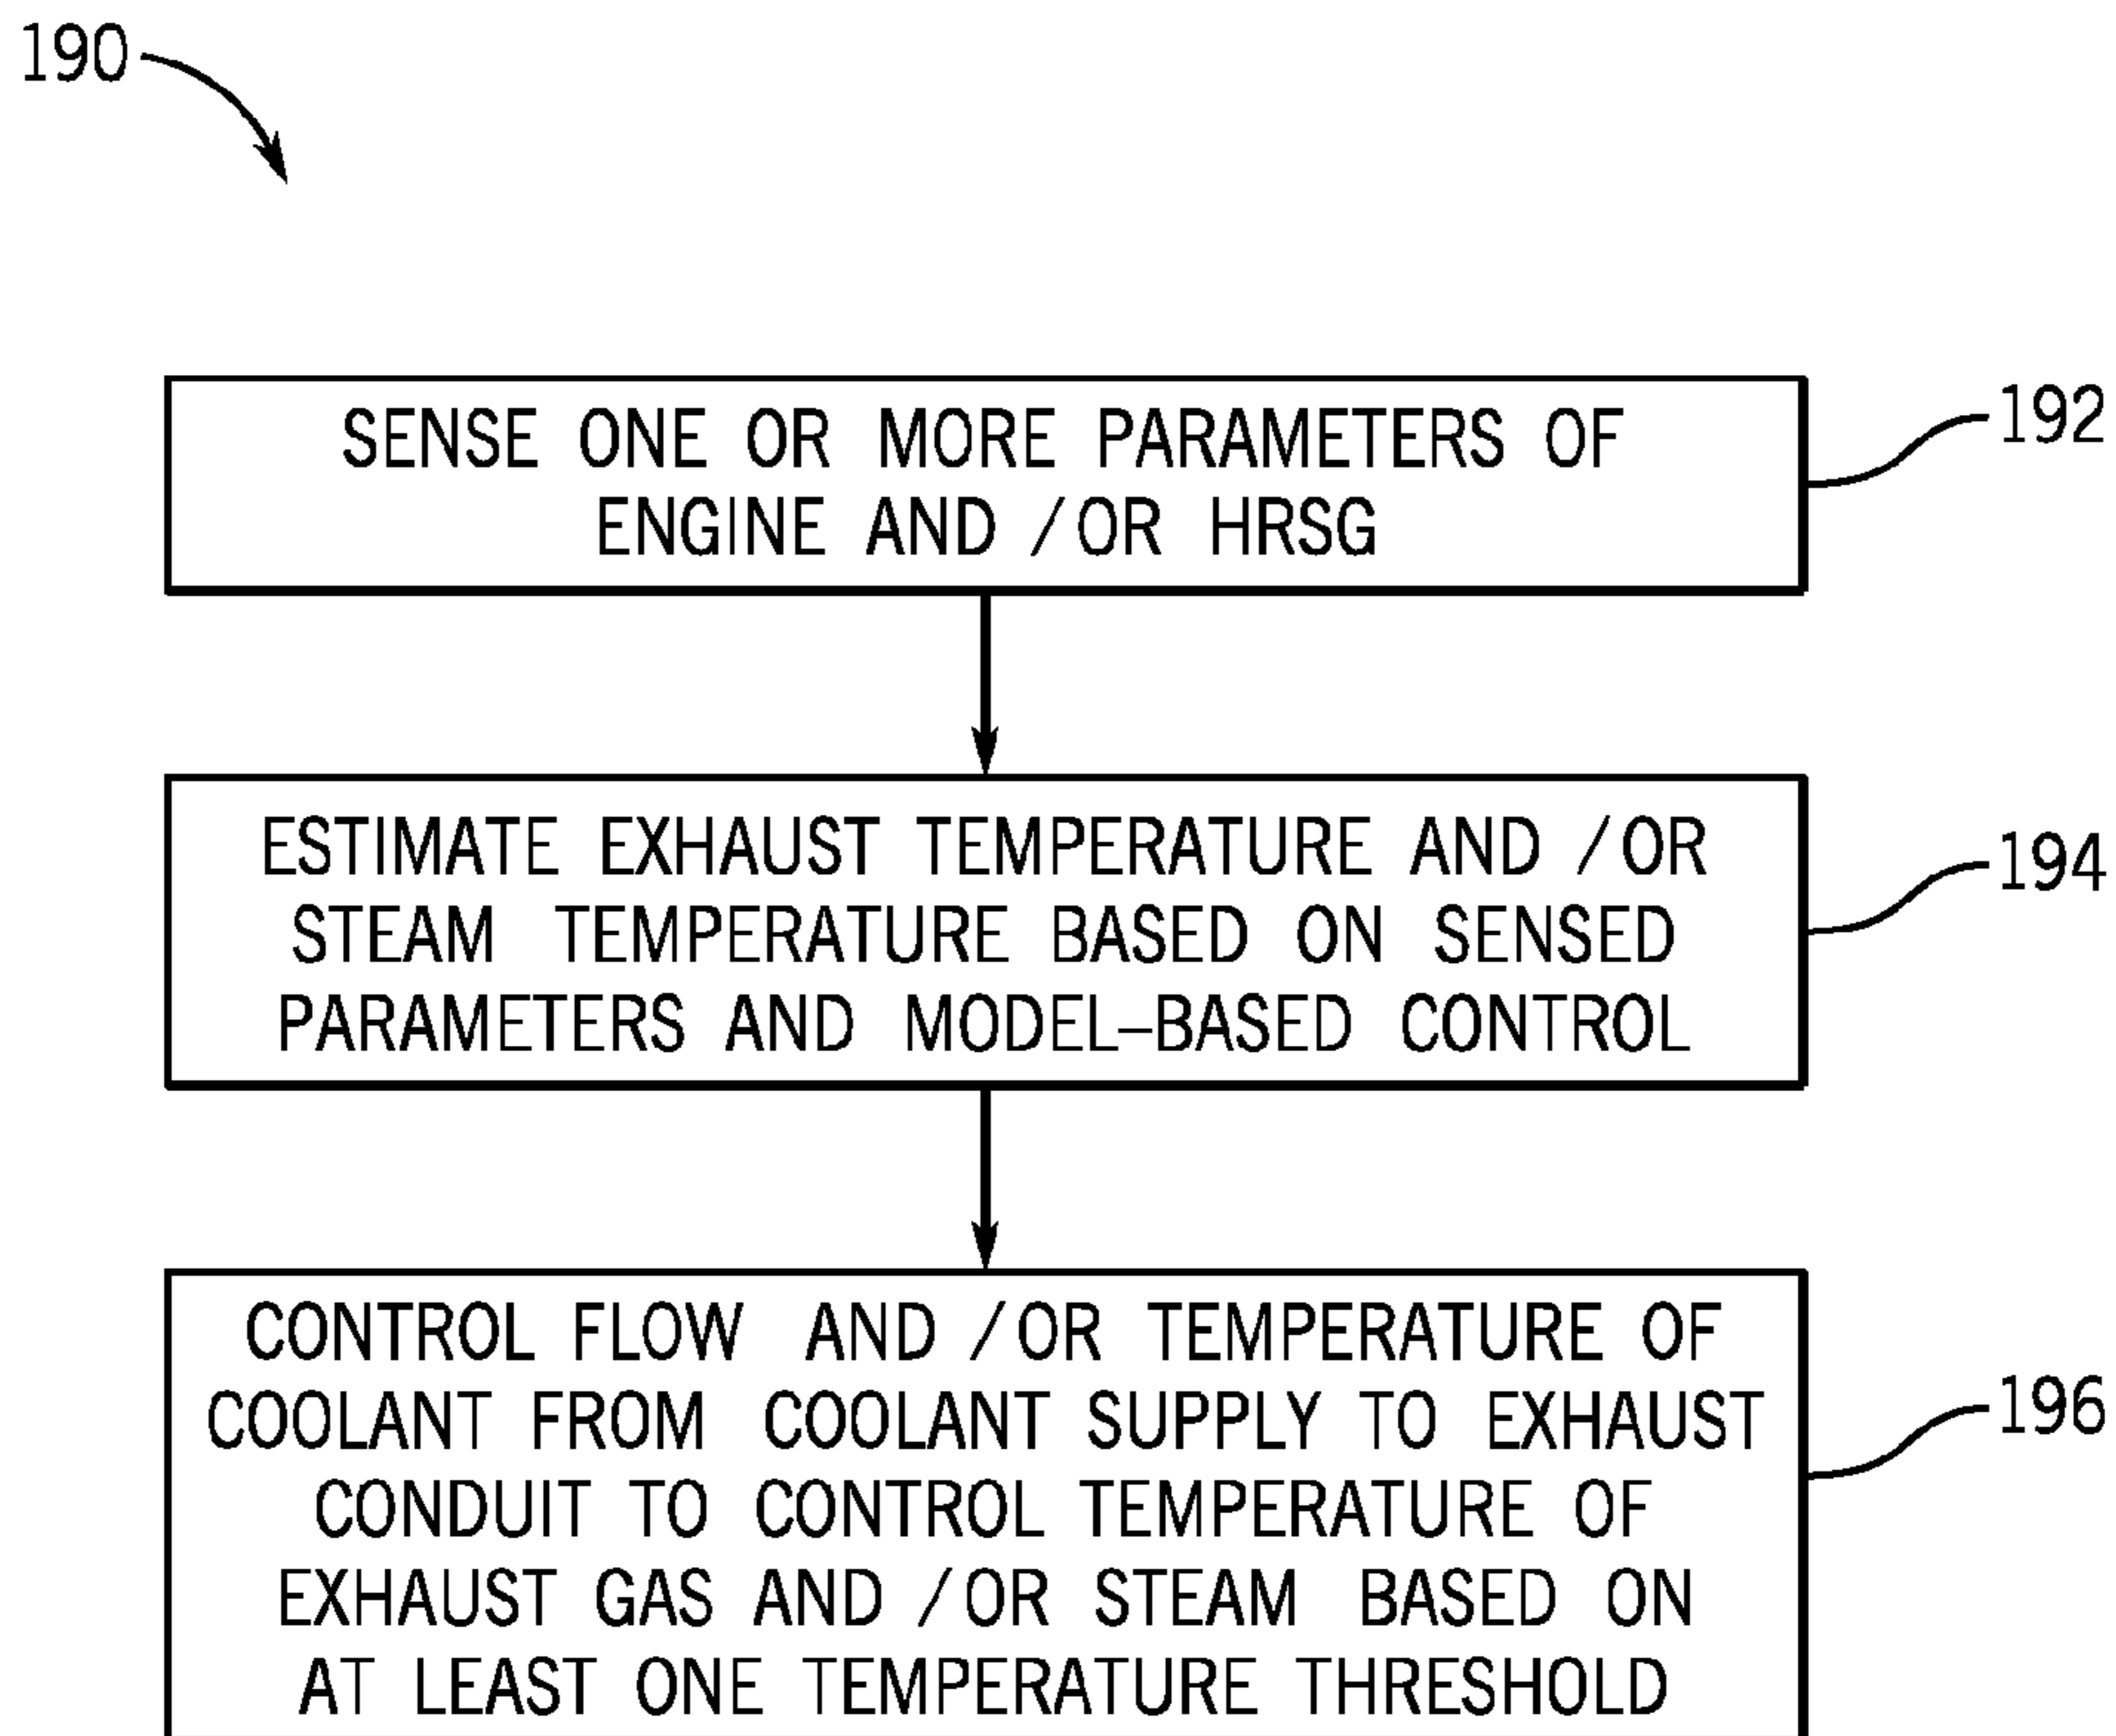 190
SENSE ONE OR MORE PARAMETERS OF
ENGINE AND /OR HRSG
192
ESTIMATE EXHAUST TEMPERATURE AND /OR
STEAM TEMPERATURE BASED ON SENSED
PARAMETERS AND MODEL–BASED CONTROL
194
CONTROL FLOW AND /OR TEMPERATURE OF
COOLANT FROM COOLANT SUPPLY TO EXHAUST
CONDUIT TO CONTROL TEMPERATURE OF
EXHAUST GAS AND /OR STEAM BASED ON
AT LEAST ONE TEMPERATURE THRESHOLD
196